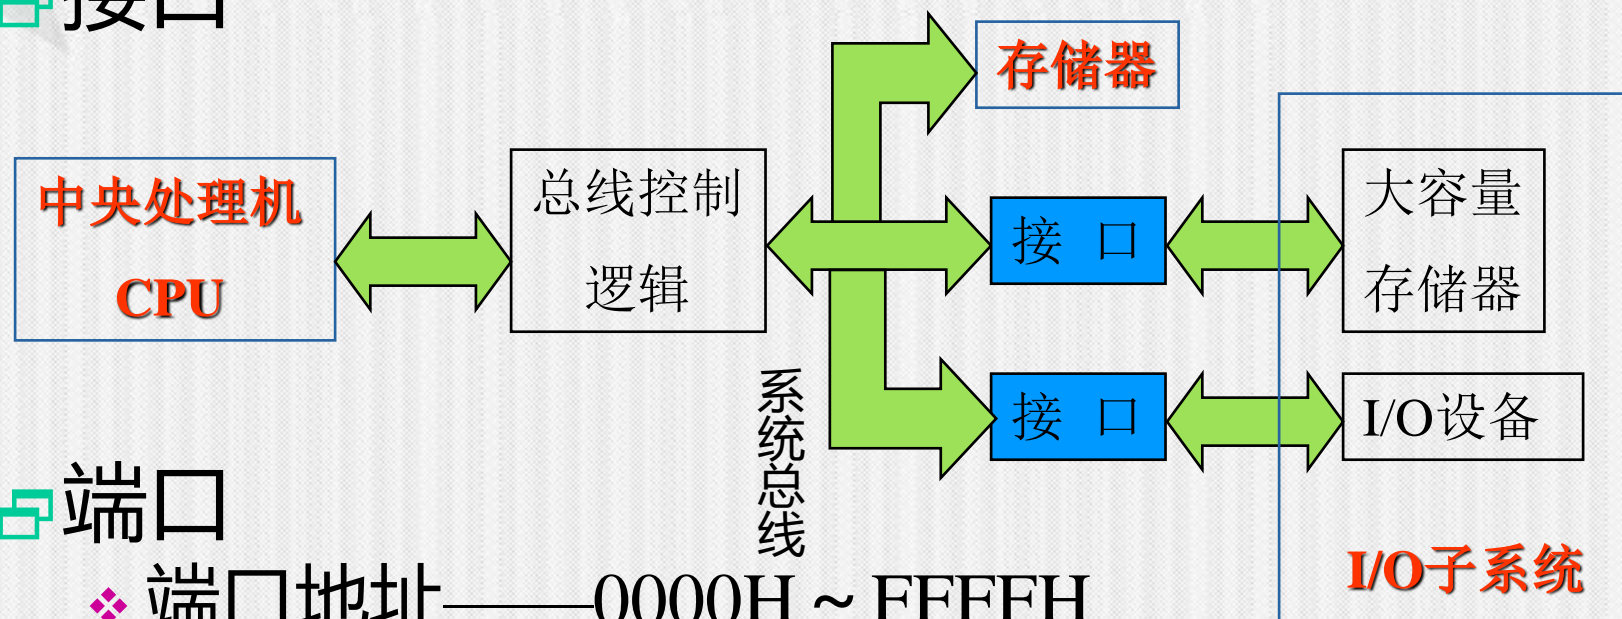 接口
存储器
中央处理机
CPU
总线控制
逻辑
接 口
大容量
存储器
系统总线
接 口
I/O设备
I/O子系统
端口
端口地址——0000H ~ FFFFH